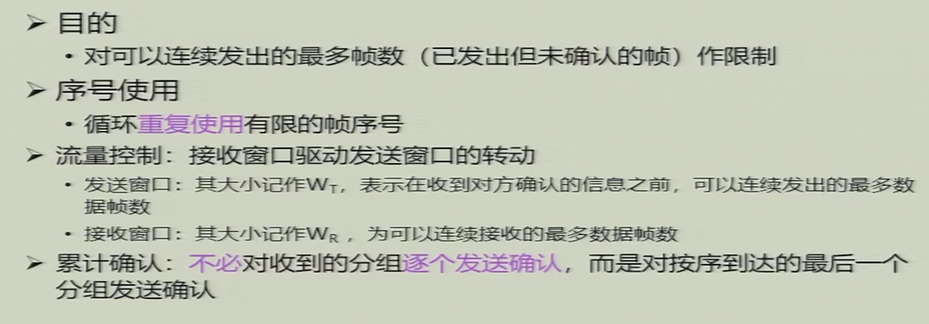 ➤ 目的
• 对可以连续发出的最多帧数（已发出但未确认的帧）作限制
➤ 序号使用
• 循环重复使用有限的帧序号
➤ 流量控制：接收窗口驱动发送窗口的转动
• 发送窗口：其大小记作W_T，表示在收到对方确认的信息之前，可以连续发出的最多数
据帧数
• 接收窗口：其大小记作W_R，为可以连续接收的最多数据帧数
➤ 累计确认：不必对收到的分组逐个发送确认，而是对按序到达的最后一个
分组发送确认